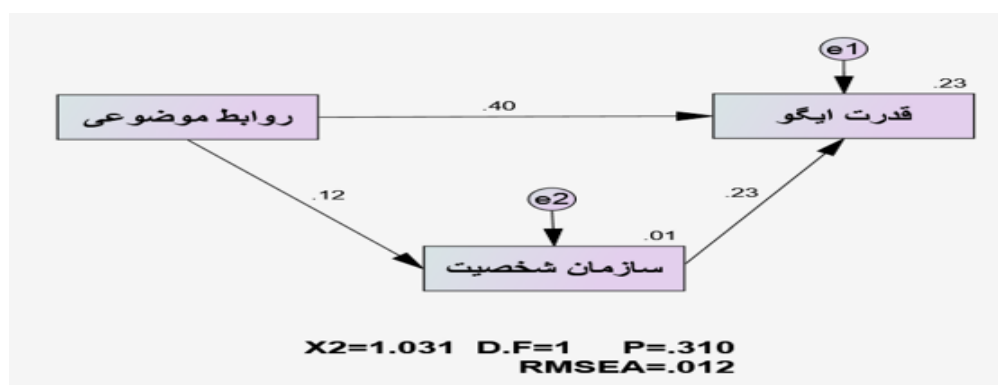 e1
.23
روابط موضوعی
.40
قدرت ایگو
.12
e2
.23
.01
سازمان شخصیت
X2=1.031 D.F=1 P=.310
RMSEA=.012